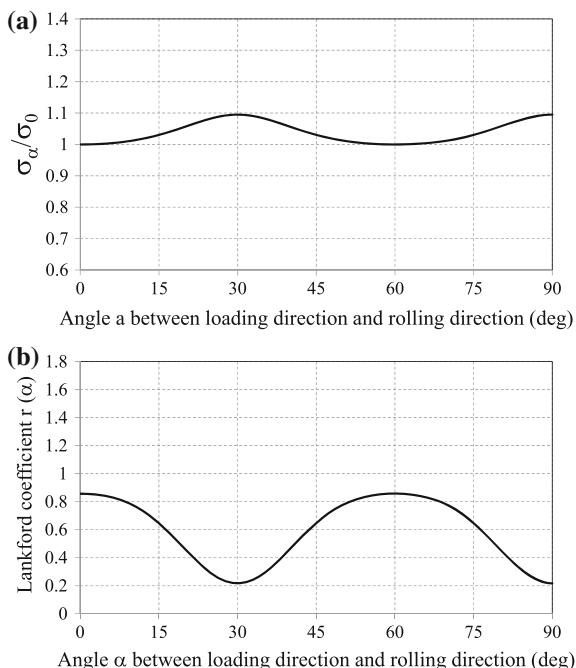 (a)
σα/σ0
1.4
1.3
1.2
1.1
1
0.9
0.8
0.7
0.6
0 15 30 45 60 75 90
Angle a between loading direction and rolling direction (deg)
(b)
Lankford coefficient r (α)
1.8
1.6
1.4
1.2
1
0.8
0.6
0.4
0.2
0
0 15 30 45 60 75 90
Angle α between loading direction and rolling direction (deg)